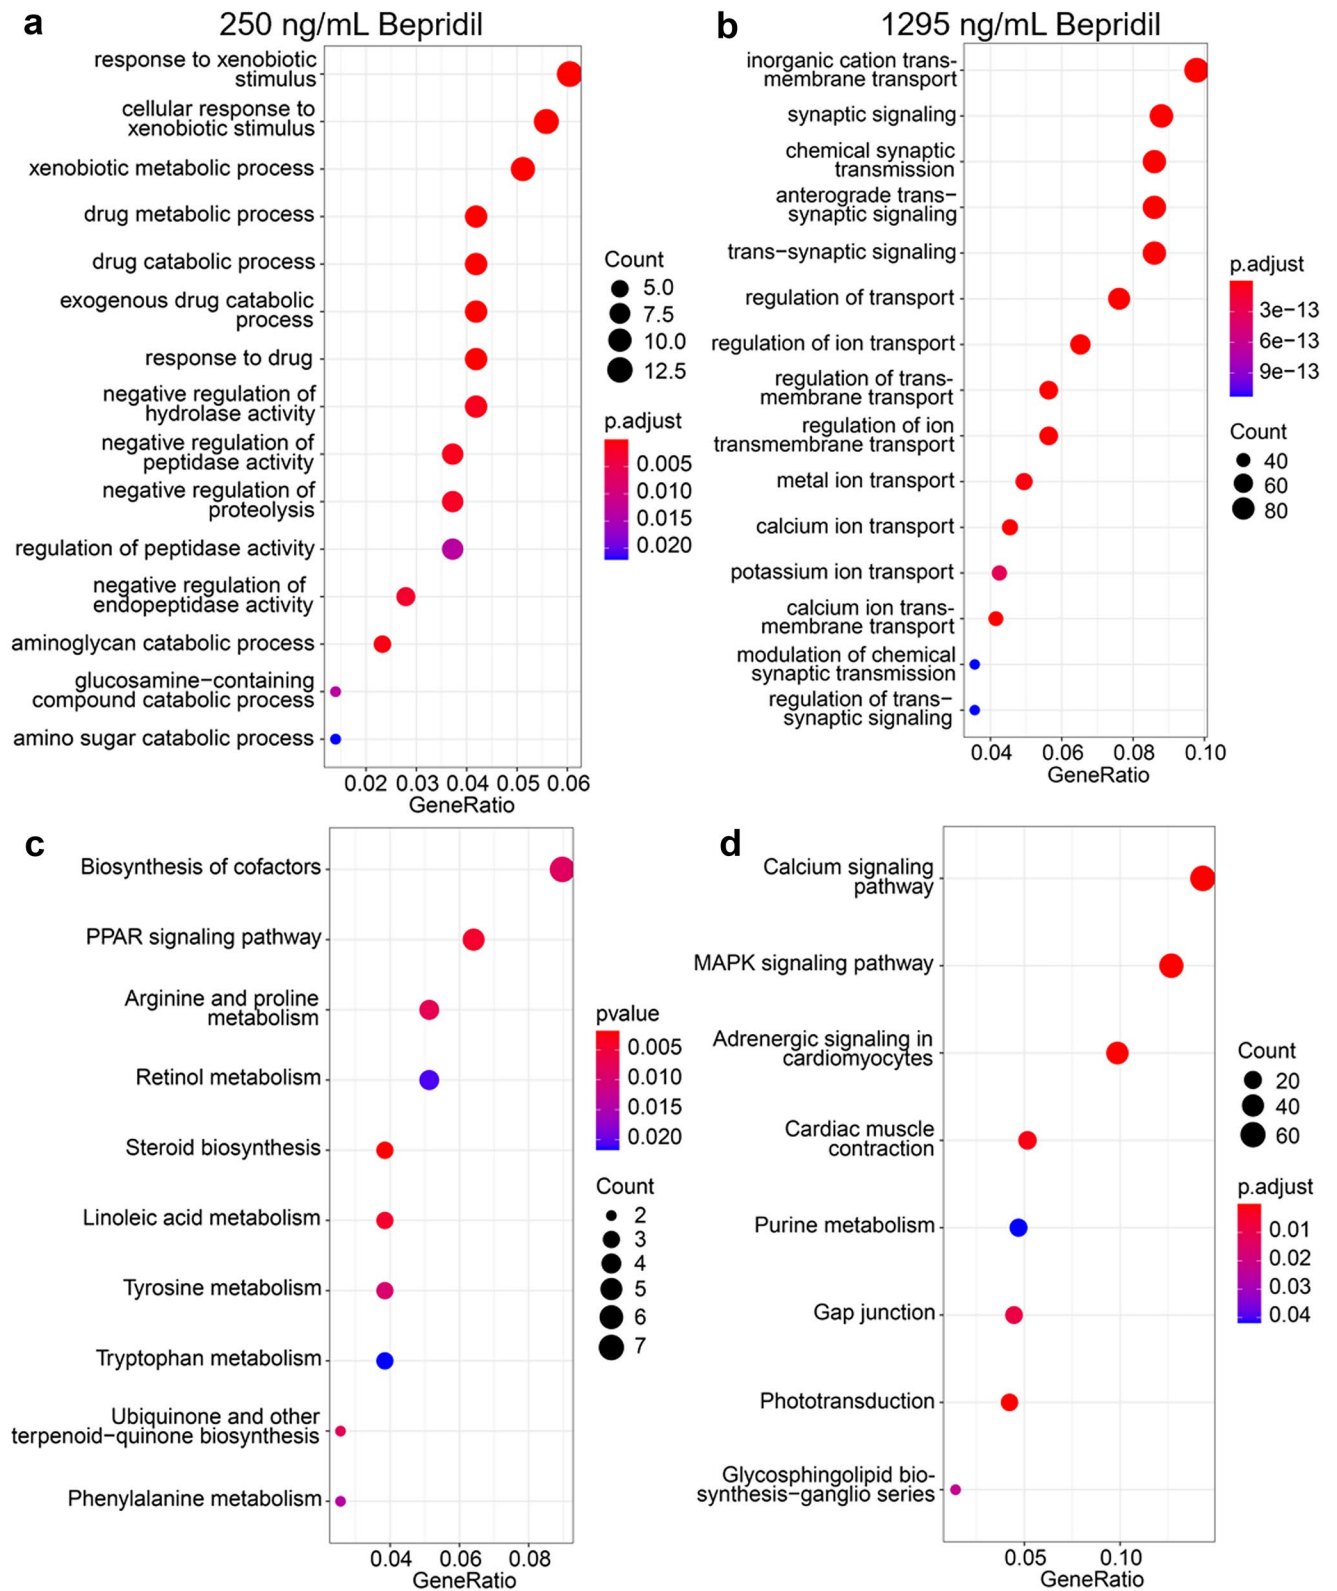 a
250 ng/mL Bepridil
response to xenobiotic
stimulus
cellular response to
xenobiotic stimulus
xenobiotic metabolic process
drug metabolic process
drug catabolic process
exogenous drug catabolic
process
response to drug
negative regulation of
hydrolase activity
negative regulation of
peptidase activity
negative regulation of
proteolysis
regulation of peptidase activity
negative regulation of
endopeptidase activity
aminoglycan catabolic process
glucosamine−containing
compound catabolic process
amino sugar catabolic process
0.02 0.03 0.04 0.05 0.06
GeneRatio
Count
5.0
7.5
10.0
12.5
p.adjust
0.005
0.010
0.015
0.020
b
1295 ng/mL Bepridil
inorganic cation trans-
membrane transport
synaptic signaling
chemical synaptic
transmission
anterograde trans−
synaptic signaling
trans−synaptic signaling
regulation of transport
regulation of ion transport
regulation of trans-
membrane transport
regulation of ion
transmembrane transport
metal ion transport
calcium ion transport
potassium ion transport
calcium ion trans-
membrane transport
modulation of chemical
synaptic transmission
regulation of trans−
synaptic signaling
0.04 0.06 0.08 0.10
GeneRatio
p.adjust
3e−13
6e−13
9e−13
Count
40
60
80
c
Biosynthesis of cofactors
PPAR signaling pathway
Arginine and proline
metabolism
Retinol metabolism
Steroid biosynthesis
Linoleic acid metabolism
Tyrosine metabolism
Tryptophan metabolism
Ubiquinone and other
terpenoid−quinone biosynthesis
Phenylalanine metabolism
0.04 0.06 0.08
GeneRatio
pvalue
0.005
0.010
0.015
0.020
Count
2
3
4
5
6
7
d
Calcium signaling
pathway
MAPK signaling pathway
Adrenergic signaling in
cardiomyocytes
Cardiac muscle
contraction
Purine metabolism
Gap junction
Phototransduction
Glycosphingolipid bio-
synthesis−ganglio series
0.05 0.10
GeneRatio
Count
20
40
60
p.adjust
0.01
0.02
0.03
0.04